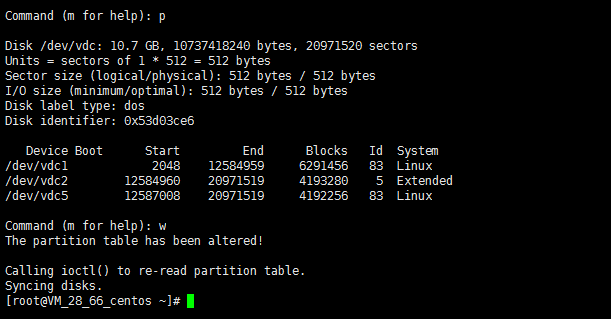 Command (m for help): p
Disk /dev/vdc: 10.7 GB, 10737418240 bytes, 20971520 sectors
Units = sectors of 1 * 512 = 512 bytes
Sector size (logical/physical): 512 bytes / 512 bytes
I/O size (minimum/optimal): 512 bytes / 512 bytes
Disk label type: dos
Disk identifier: 0x53d03ce6
Device Boot Start End Blocks Id System
/dev/vdc1 2048 12584959 6291456 83 Linux
/dev/vdc2 12584960 20971519 4193280 5 Extended
/dev/vdc5 12587008 20971519 4192256 83 Linux
Command (m for help): w
The partition table has been altered!
Calling ioctl() to re-read partition table.
Syncing disks.
[root@VM_28_66_centos ~]#